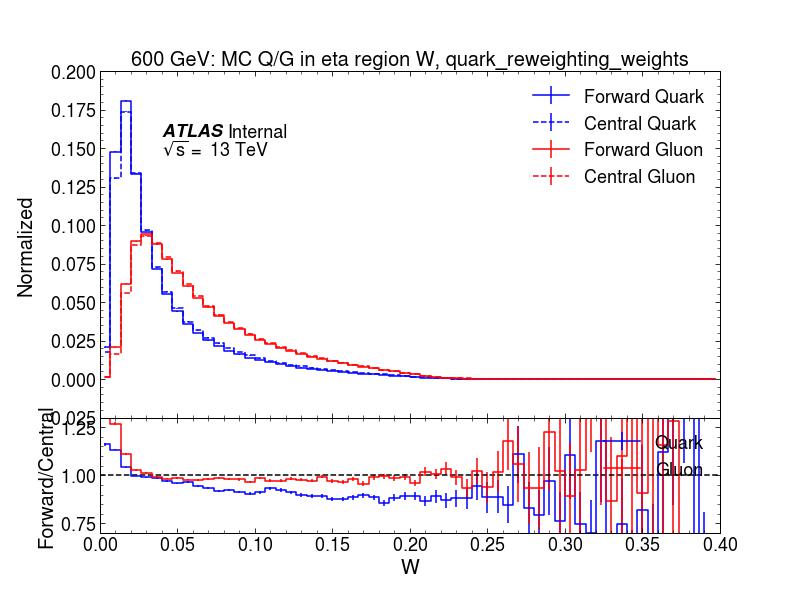 600 GeV: MC Q/G in eta region W, quark_reweighting_weights
0.200
0.175
0.150
0.125
0.100
0.075
0.050
0.025
0.000
0.025
Normalized
ATLAS Internal
√s = 13 TeV
Forward Quark
Central Quark
Forward Gluon
Central Gluon
1.25
1.00
0.75
Forward/Central
Quark
Gluon
0.00 0.05 0.10 0.15 0.20 0.25 0.30 0.35 0.40
W